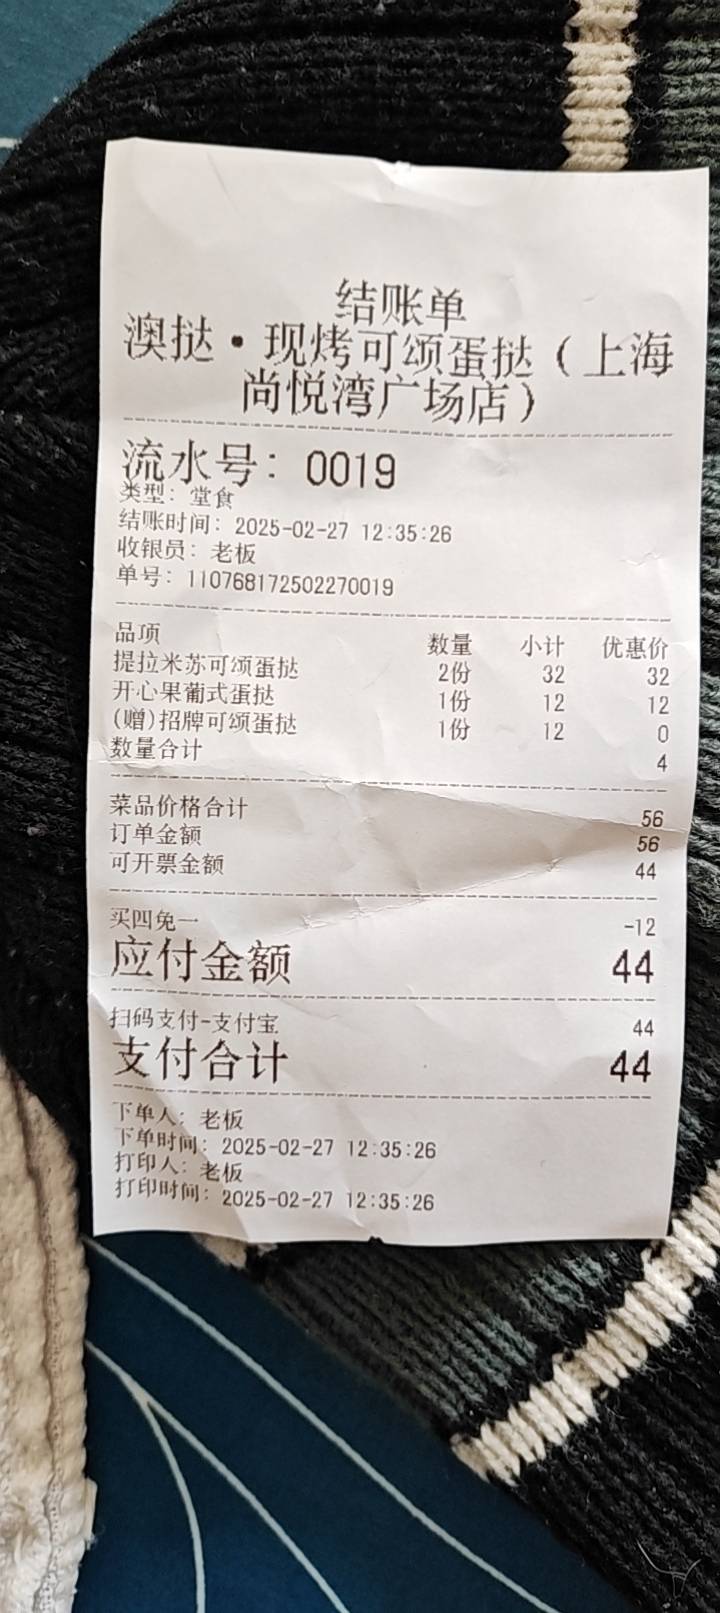 结账单
澳挞·现烤可颂蛋挞（上海
尚悦湾广场店）
流水号：0019
类型：堂食
结账时间：2025-02-27 12:35:26
收银员：老板
单号：110768172502270019
品项 数量 小计 优惠价
提拉米苏可颂蛋挞 2份 32 32
开心果葡式蛋挞 1份 12 12
(赠)招牌可颂蛋挞 1份 12 0
数量合计 4
菜品价格合计 56
订单金额 56
可开票金额 44
买四免一 -12
应付金额 44
扫码支付-支付宝 44
支付合计 44
下单人：老板
下单时间：2025-02-27 12:35:26
打印人：老板
打印时间：2025-02-27 12:35:26